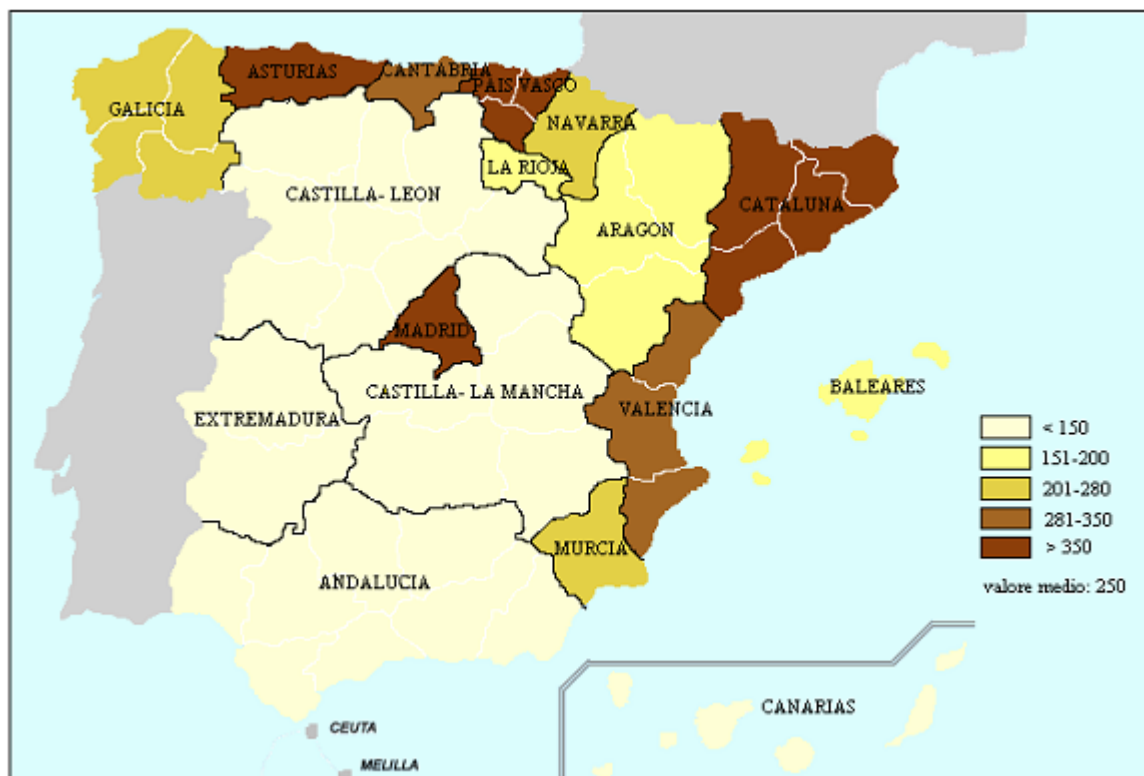 ASTURIAS
CANTABRIA
PAIS VASCO
GALICIA
NAVARRA
LA RIOJA
CASTILLA- LEON
CATALUNA
ARAGON
MADRID
CASTILLA- LA MANCHA
BALEARES
EXTREMADURA
VALENCIA
< 150
151-200
201-280
281-350
> 350
MURCIA
ANDALUCIA
valore medio: 250
CANARIAS
CEUTA
MELILLA